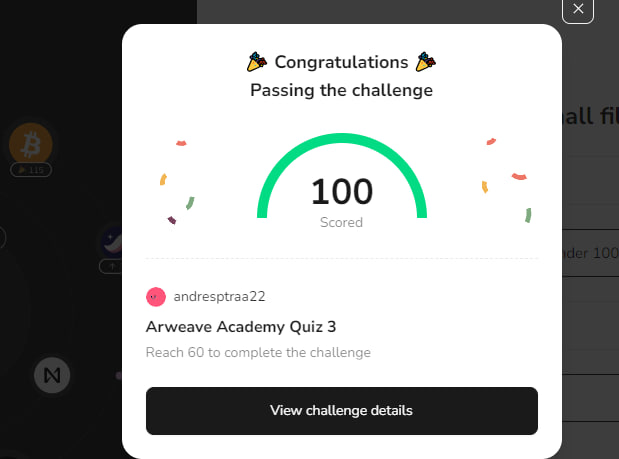 Congratulations
Passing the challenge
all fil
115
100
Scored
nder 100
andresptraa22
Arweave Academy Quiz 3
Reach 60 to complete the challenge
View challenge details